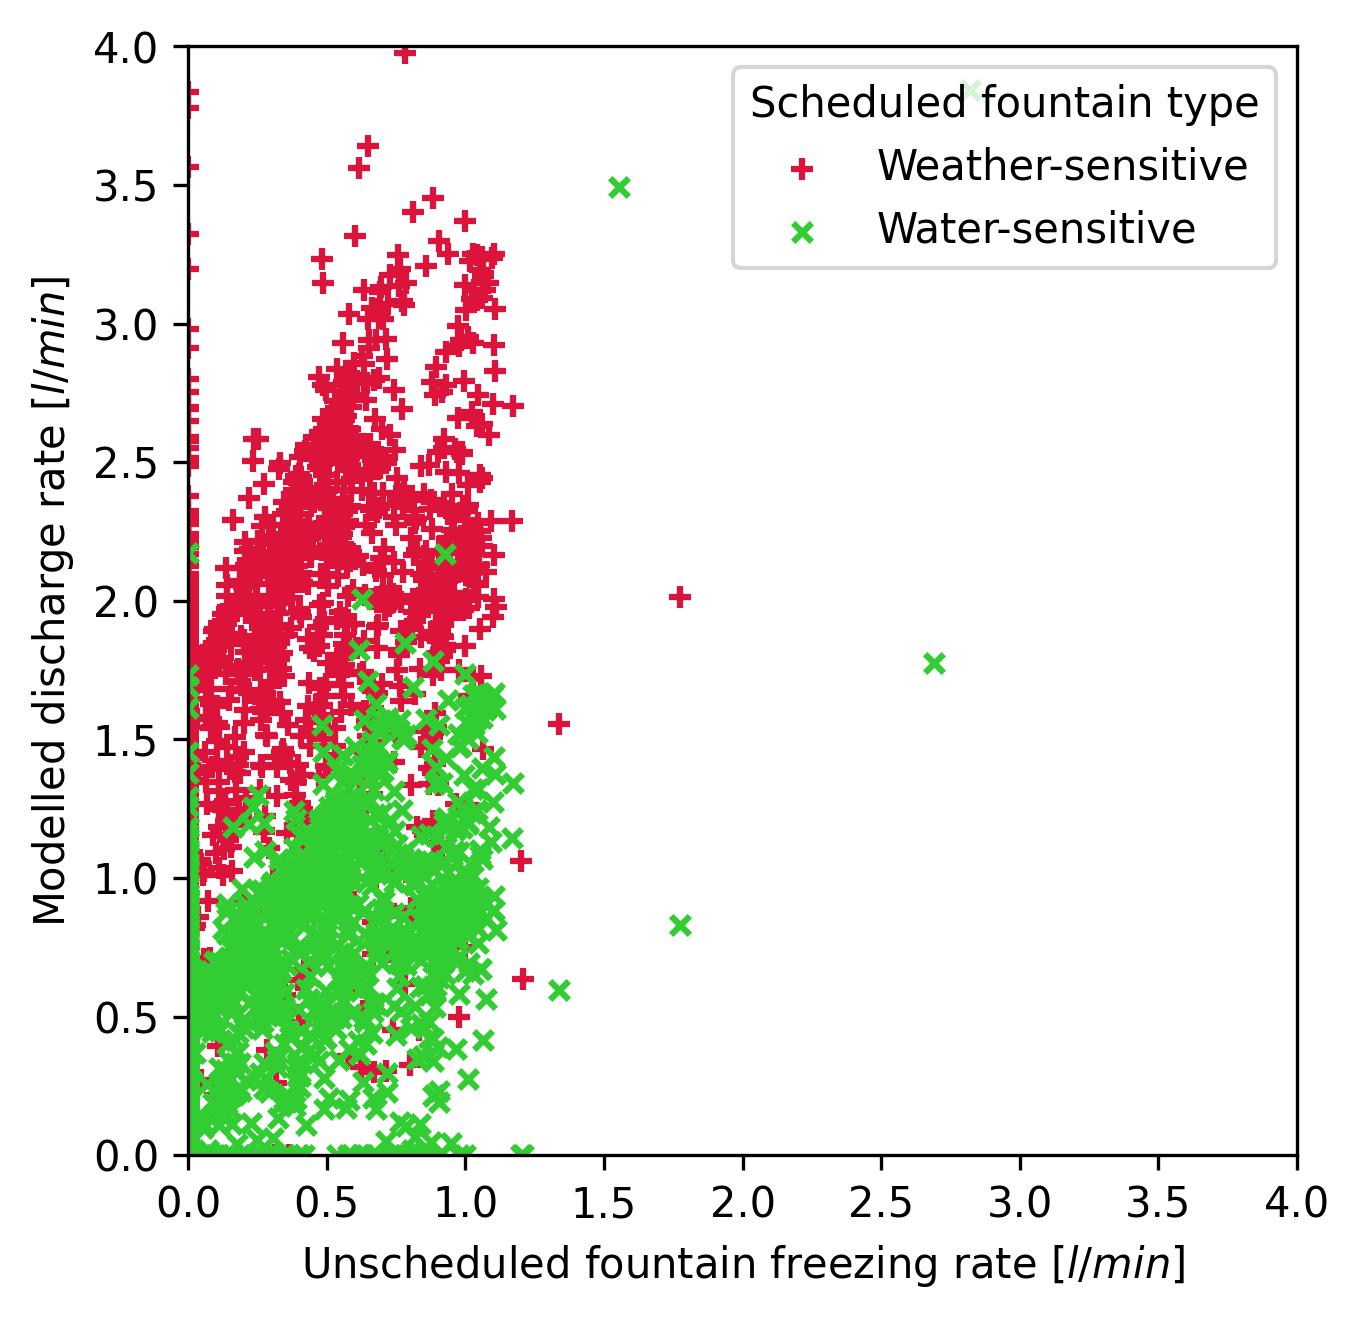 4.0
3.5
3.0
2.5
2.0
1.5
1.0
0.5
0.0
Modelled discharge rate [l/min]
Scheduled fountain type
Weather-sensitive
Water-sensitive
0.0 0.5 1.0 1.5 2.0 2.5 3.0 3.5 4.0
Unscheduled fountain freezing rate [l/min]